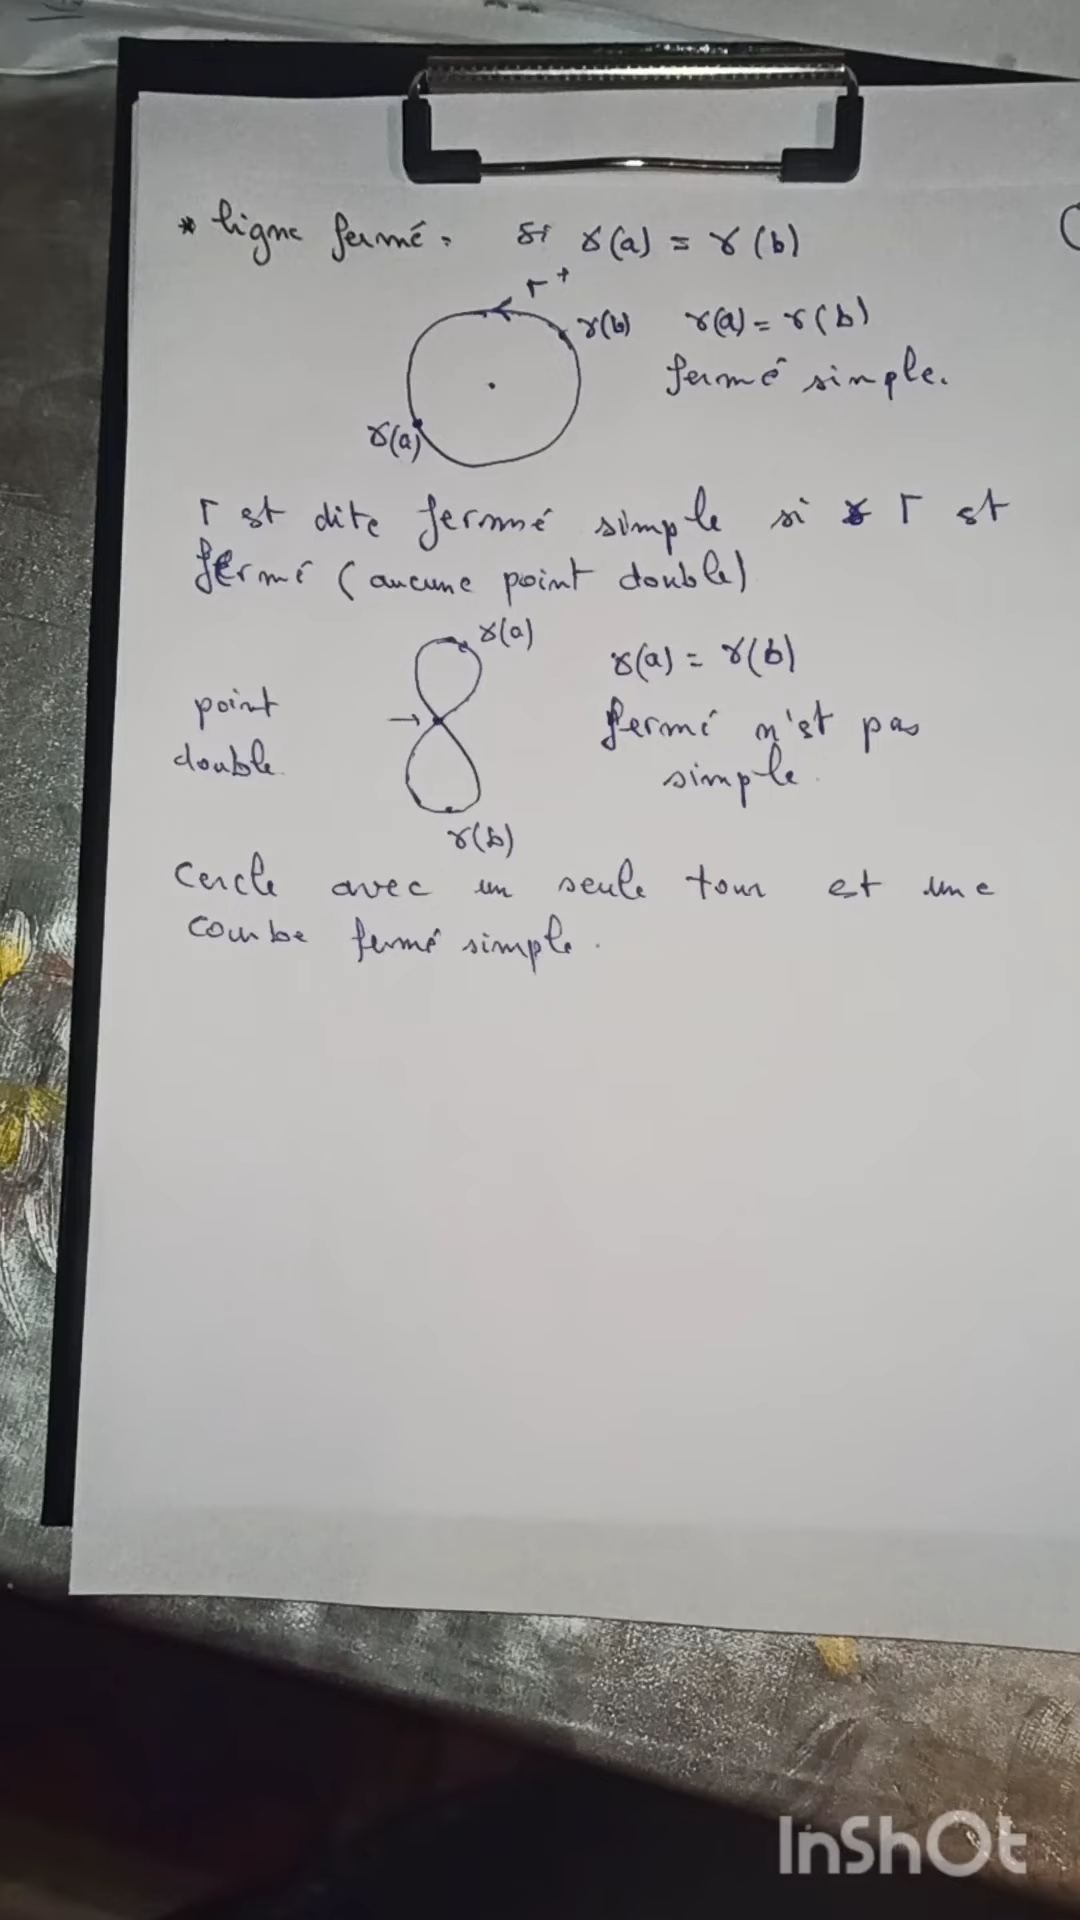 * ligne fermé: si γ(a) = γ(b)
Γ+
γ(b) γ(a) = γ(b)
fermé simple.
γ(a)
Γ est dite fermé simple si Γ est
fermé (aucune point double)
γ(a)
γ(a) = γ(b)
point
double.
fermé n'est pas
simple.
γ(b)
Cercle avec un seule tour est une
courbe fermé simple.
InShOt